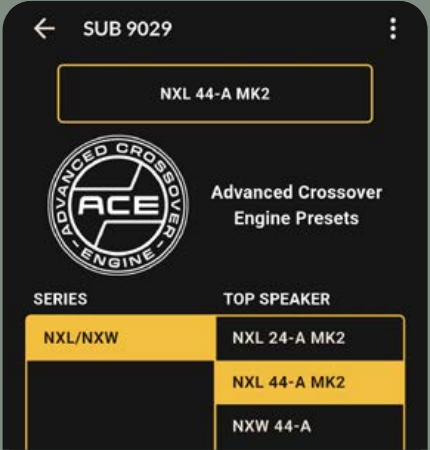 SUB 9029
NXL 44-A MK2
ADVANCED CROSSOVER
ACE
ENGINE
Advanced Crossover
Engine Presets
SERIES
TOP SPEAKER
NXL/NXW
NXL 24-A MK2
NXL 44-A MK2
NXW 44-A